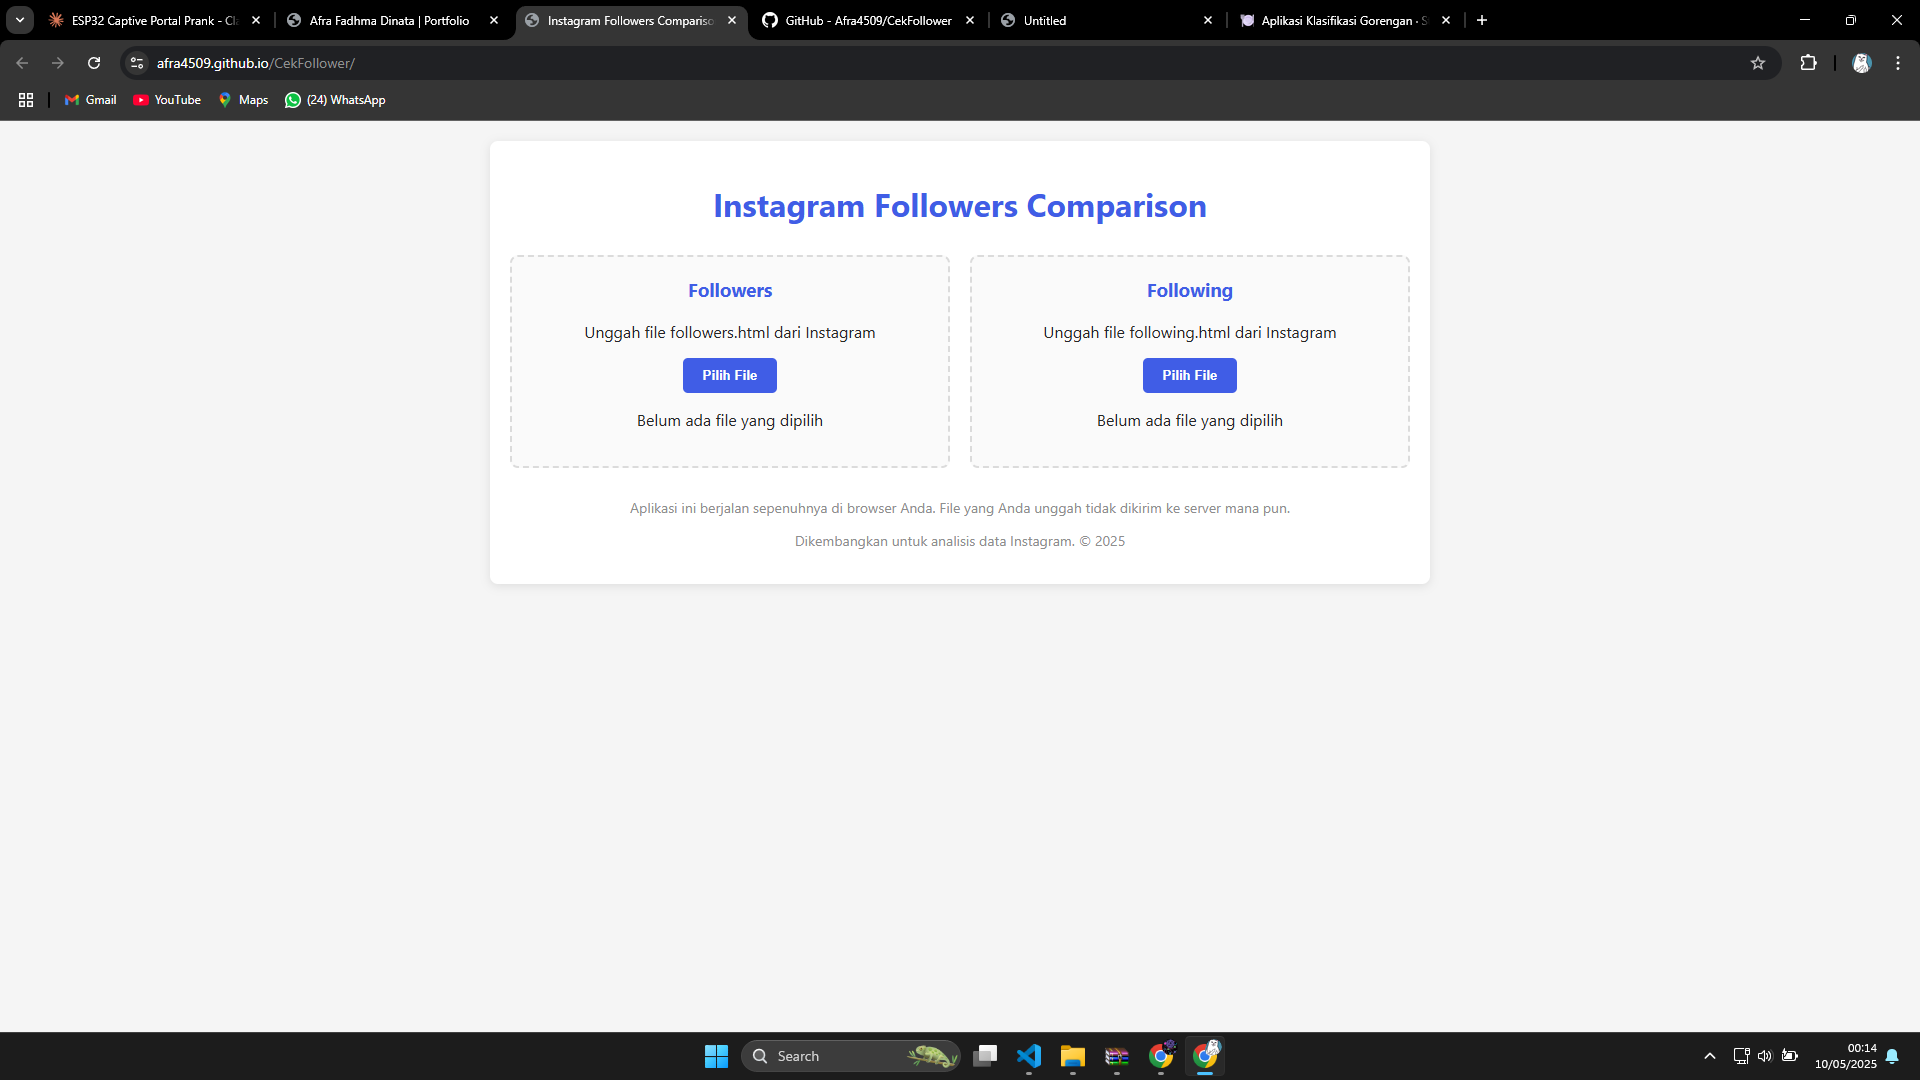 ESP32 Captive Portal Prank - Cl
Afra Fadhma Dinata | Portfolio
Instagram Followers Compariso
GitHub - Afra4509/CekFollower
Untitled
Aplikasi Klasifikasi Gorengan · S
afra4509.github.io/CekFollower/
Gmail
YouTube
Maps
(24) WhatsApp
Instagram Followers Comparison
Followers
Unggah file followers.html dari Instagram
Pilih File
Belum ada file yang dipilih
Following
Unggah file following.html dari Instagram
Pilih File
Belum ada file yang dipilih
Aplikasi ini berjalan sepenuhnya di browser Anda. File yang Anda unggah tidak dikirim ke server mana pun.
Dikembangkan untuk analisis data Instagram. © 2025
Search
00:14
10/05/2025